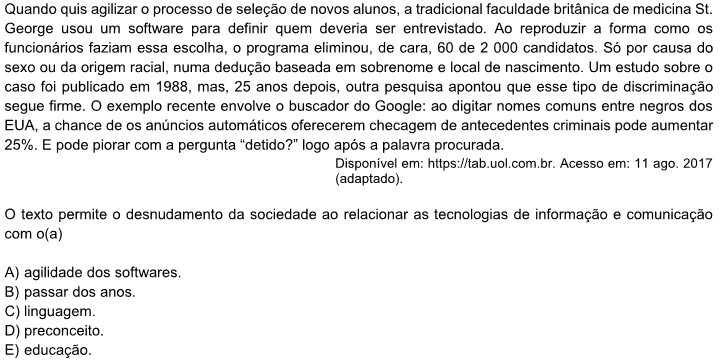 Quando quis agilizar o processo de seleção de novos alunos, a tradicional faculdade britânica de medicina St.
George usou um software para definir quem deveria ser entrevistado. Ao reproduzir a forma como os
funcionários faziam essa escolha, o programa eliminou, de cara, 60 de 2 000 candidatos. Só por causa do
sexo ou da origem racial, numa dedução baseada em sobrenome e local de nascimento. Um estudo sobre o
caso foi publicado em 1988, mas, 25 anos depois, outra pesquisa apontou que esse tipo de discriminação
segue firme. O exemplo recente envolve o buscador do Google: ao digitar nomes comuns entre negros dos
EUA, a chance de os anúncios automáticos oferecerem checagem de antecedentes criminais pode aumentar
25%. E pode piorar com a pergunta “detido?” logo após a palavra procurada.
Disponível em: https://tab.uol.com.br. Acesso em: 11 ago. 2017
(adaptado).
O texto permite o desnudamento da sociedade ao relacionar as tecnologias de informação e comunicação
com o(a)
A) agilidade dos softwares.
B) passar dos anos.
C) linguagem.
D) preconceito.
E) educação.